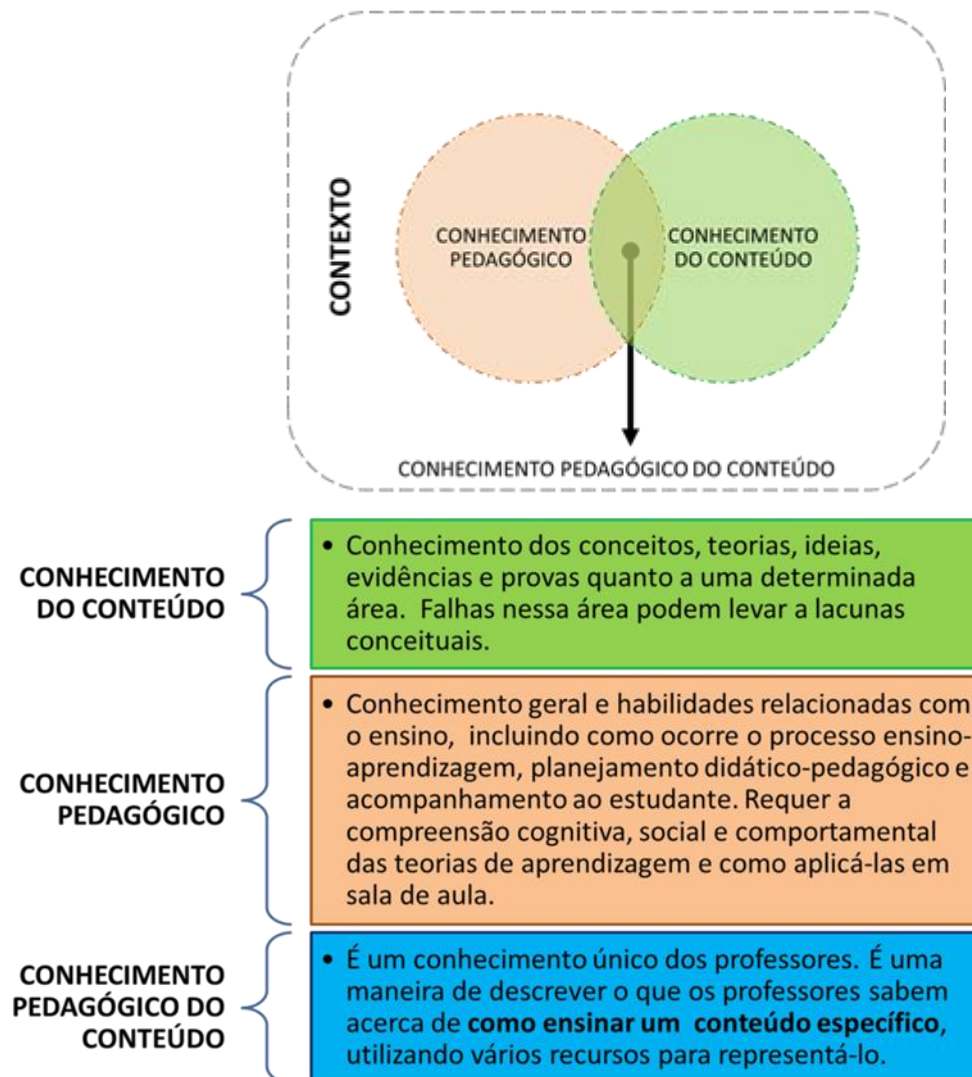 CONTEXTO
CONHECIMENTO
PEDAGÓGICO
CONHECIMENTO
DO CONTEÚDO
CONHECIMENTO PEDAGÓGICO DO CONTEÚDO
CONHECIMENTO
DO CONTEÚDO
• Conhecimento dos conceitos, teorias, ideias,
evidências e provas quanto a uma determinada
área. Falhas nessa área podem levar a lacunas
conceituais.
CONHECIMENTO
PEDAGÓGICO
• Conhecimento geral e habilidades relacionadas com
o ensino, incluindo como ocorre o processo ensino-
aprendizagem, planejamento didático-pedagógico e
acompanhamento ao estudante. Requer a
compreensão cognitiva, social e comportamental
das teorias de aprendizagem e como aplicá-las em
sala de aula.
CONHECIMENTO
PEDAGÓGICO DO
CONTEÚDO
• É um conhecimento único dos professores. É uma
maneira de descrever o que os professores sabem
acerca de como ensinar um conteúdo específico,
utilizando vários recursos para representá-lo.